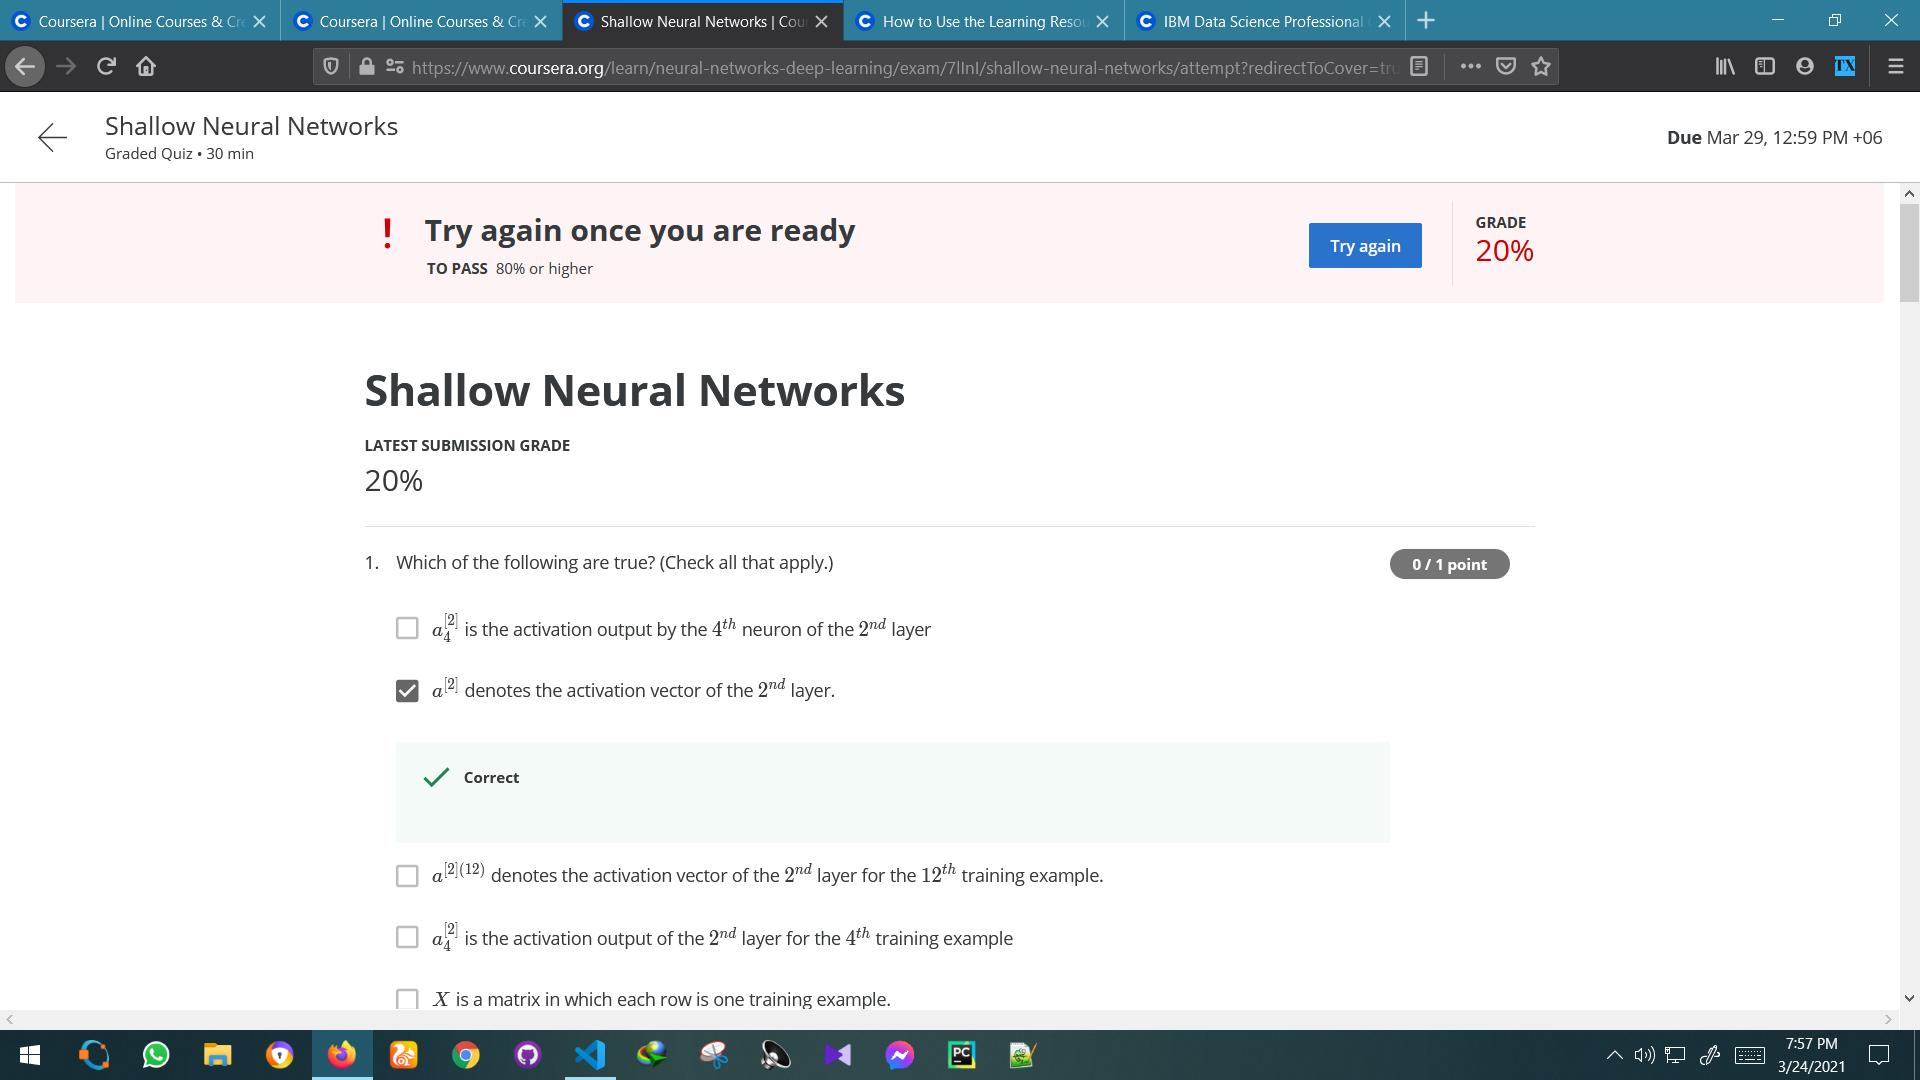 Coursera | Online Courses & Cre
Coursera | Online Courses & Cre
Shallow Neural Networks | Cour
How to Use the Learning Resou
IBM Data Science Professional
https://www.coursera.org/learn/neural-networks-deep-learning/exam/7lInI/shallow-neural-networks/attempt?redirectToCover=tru
Shallow Neural Networks
Graded Quiz • 30 min
Due Mar 29, 12:59 PM +06
! Try again once you are ready
TO PASS 80% or higher
Try again
GRADE
20%
Shallow Neural Networks
LATEST SUBMISSION GRADE
20%
1. Which of the following are true? (Check all that apply.)
0 / 1 point
a_4^{[2]} is the activation output by the 4^{th} neuron of the 2^{nd} layer
a^{[2]} denotes the activation vector of the 2^{nd} layer.
Correct
a^{[2](12)} denotes the activation vector of the 2^{nd} layer for the 12^{th} training example.
a_4^{[2]} is the activation output of the 2^{nd} layer for the 4^{th} training example
X is a matrix in which each row is one training example.
7:57 PM
3/24/2021